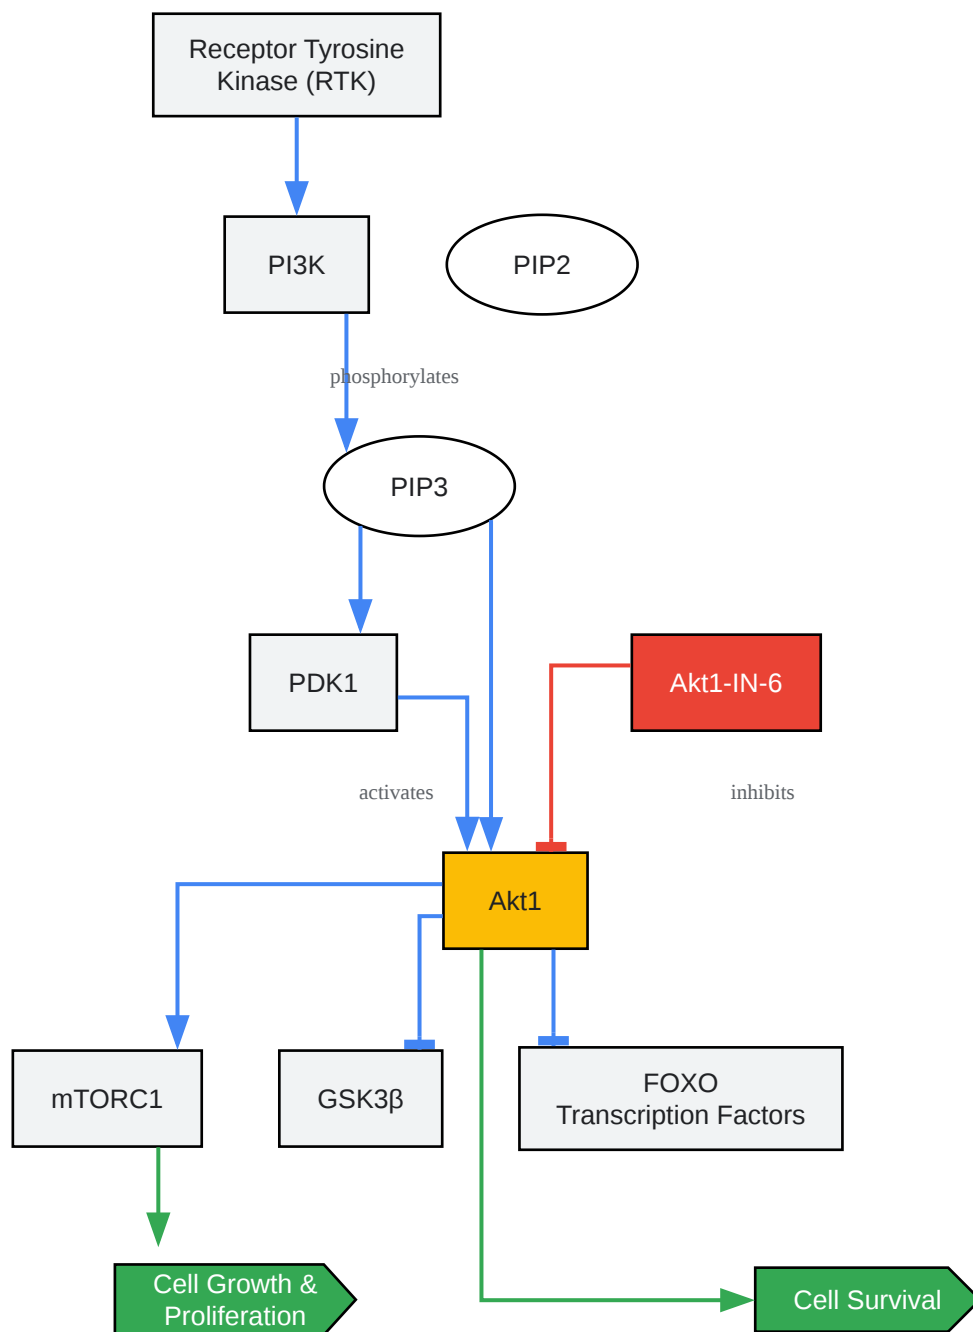 Receptor Tyrosine
Kinase (RTK)
PI3K
PIP2
phosphorylates
PIP3
PDK1
Akt1-IN-6
activates
inhibits
Akt1
mTORC1
GSK3β
FOXO
Transcription Factors
Cell Growth &
Proliferation
Cell Survival